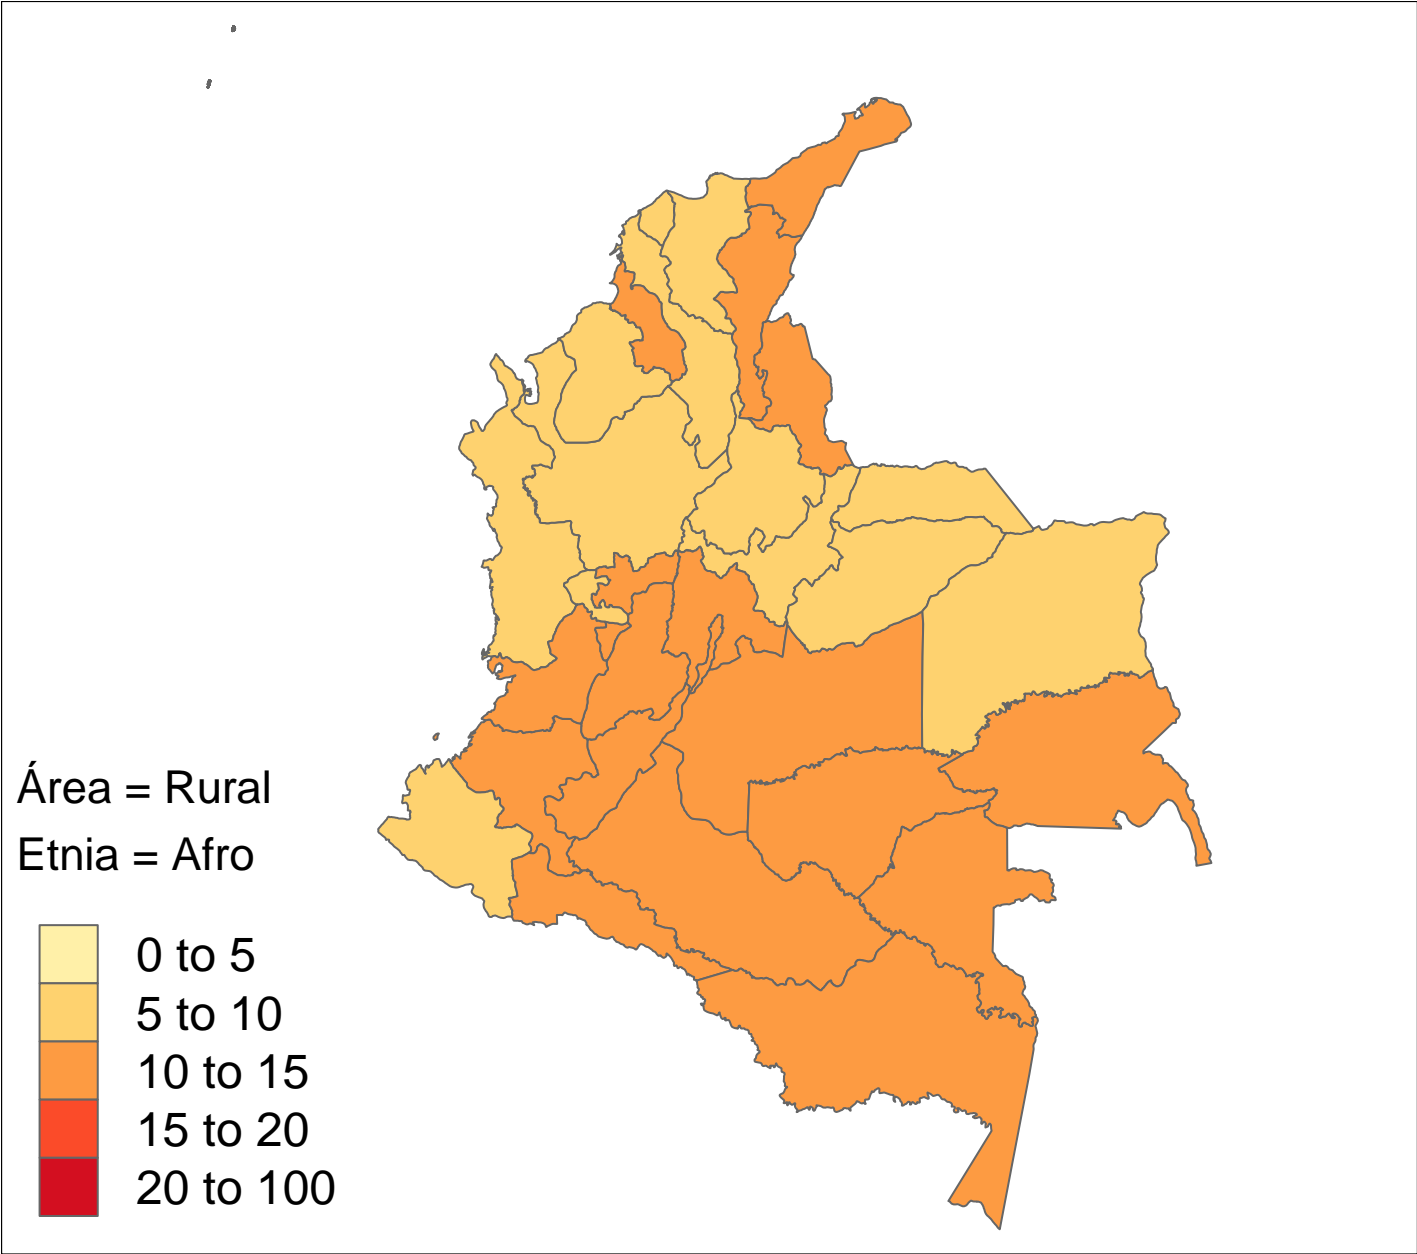 Área = Rural
Etnia = Afro
0 to 5
5 to 10
10 to 15
15 to 20
20 to 100